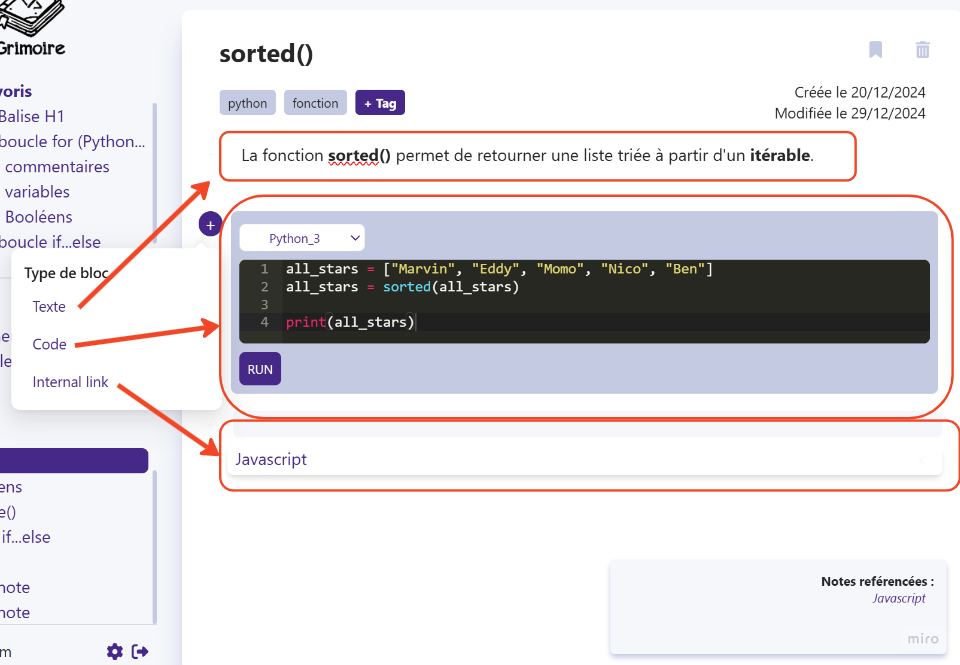 Grimoire
voris
Balise H1
boucle for (Python...
commentaires
variables
Booléens
boucle if...else
Type de bloc
Texte
Code
Internal link
ens
e()
if...else
note
note
m
sorted()
python fonction + Tag
Créée le 20/12/2024
Modifiée le 29/12/2024
La fonction sorted() permet de retourner une liste triée à partir d'un itérable.
+
Python_3
1 all_stars = ["Marvin", "Eddy", "Momo", "Nico", "Ben"]
2 all_stars = sorted(all_stars)
3
4 print(all_stars)
RUN
Javascript
Notes referencées :
Javascript
miro